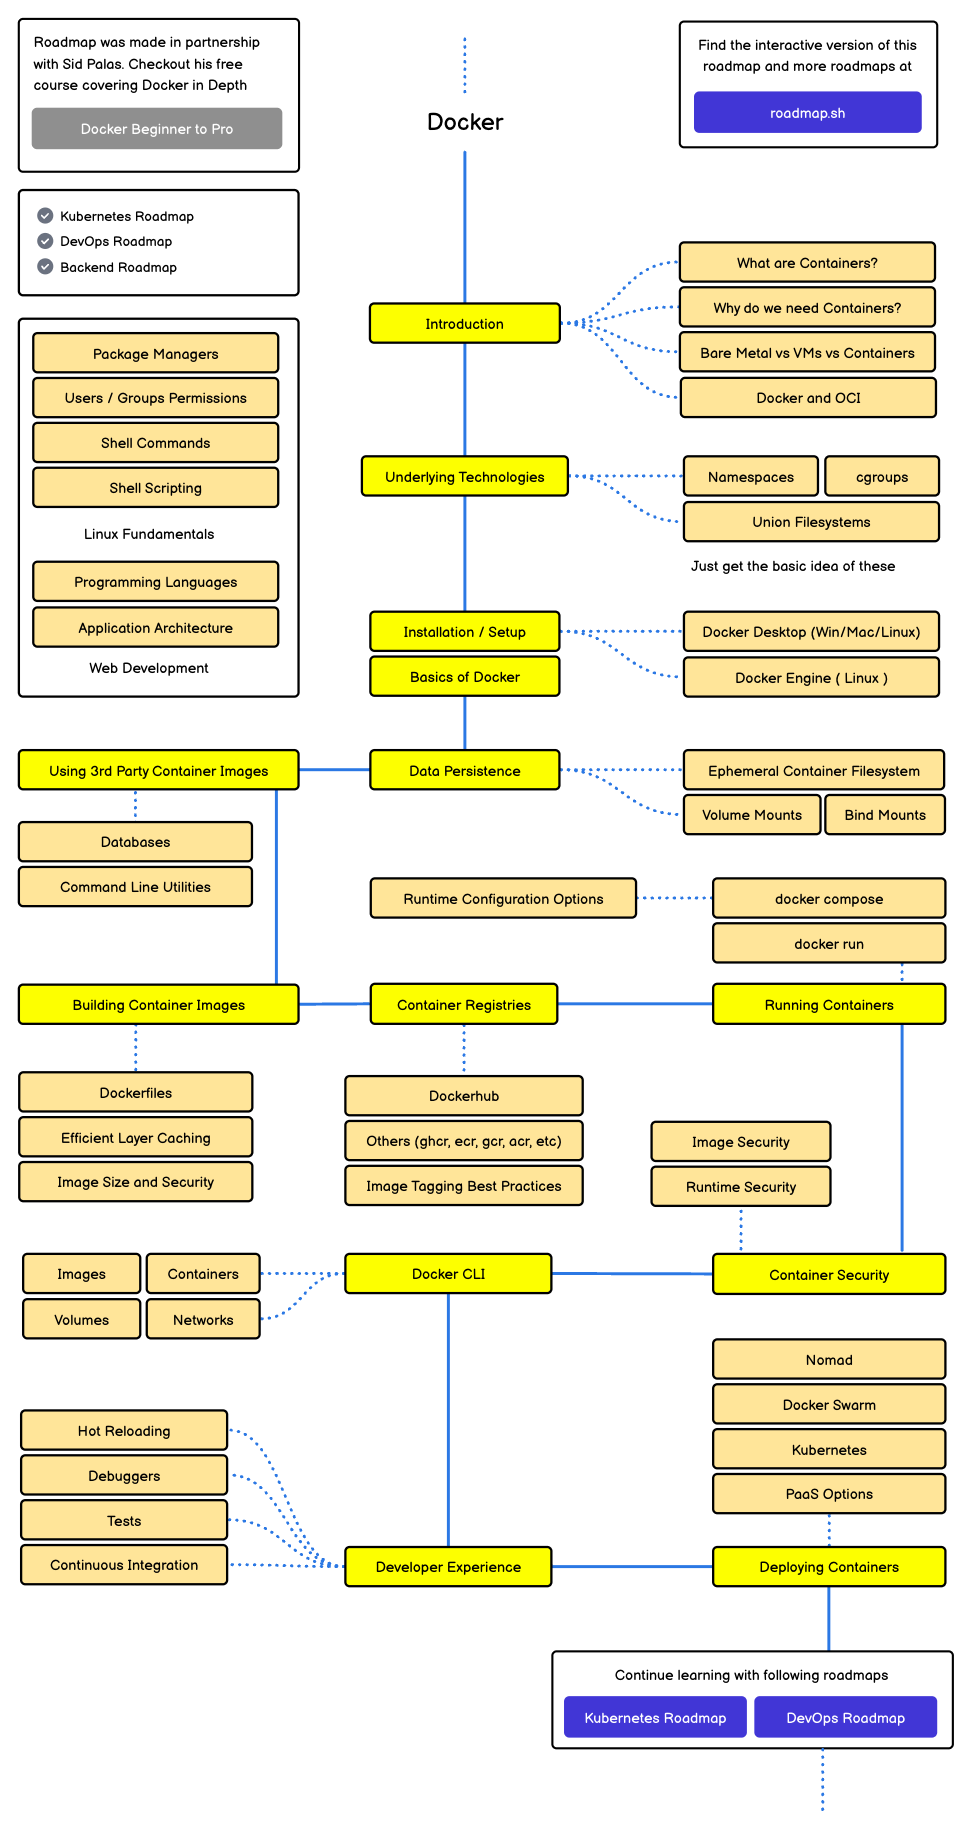 Roadmap was made in partnership
with Sid Palas. Checkout his free
course covering Docker in Depth
Docker Beginner to Pro
Docker
Find the interactive version of this
roadmap and more roadmaps at
roadmap.sh
Kubernetes Roadmap
DevOps Roadmap
Backend Roadmap
Package Managers
Users / Groups Permissions
Shell Commands
Shell Scripting
Linux Fundamentals
Programming Languages
Application Architecture
Web Development
Introduction
What are Containers?
Why do we need Containers?
Bare Metal vs VMs vs Containers
Docker and OCI
Underlying Technologies
Namespaces
cgroups
Union Filesystems
Just get the basic idea of these
Installation / Setup
Basics of Docker
Docker Desktop (Win/Mac/Linux)
Docker Engine ( Linux )
Using 3rd Party Container Images
Data Persistence
Ephemeral Container Filesystem
Volume Mounts
Bind Mounts
Databases
Command Line Utilities
Runtime Configuration Options
docker compose
docker run
Building Container Images
Container Registries
Running Containers
Dockerfiles
Efficient Layer Caching
Image Size and Security
Dockerhub
Others (ghcr, ecr, gcr, acr, etc)
Image Tagging Best Practices
Image Security
Runtime Security
Images
Containers
Volumes
Networks
Docker CLI
Container Security
Nomad
Docker Swarm
Kubernetes
PaaS Options
Hot Reloading
Debuggers
Tests
Continuous Integration
Developer Experience
Deploying Containers
Continue learning with following roadmaps
Kubernetes Roadmap
DevOps Roadmap